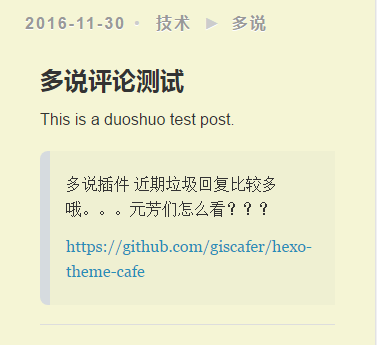 2016-11-30 • 技术 ▶ 多说
多说评论测试
This is a duoshuo test post.
多说插件 近期垃圾回复比较多
哦。。。元芳们怎么看？？？
https://github.com/giscafer/hexo-
theme-cafe